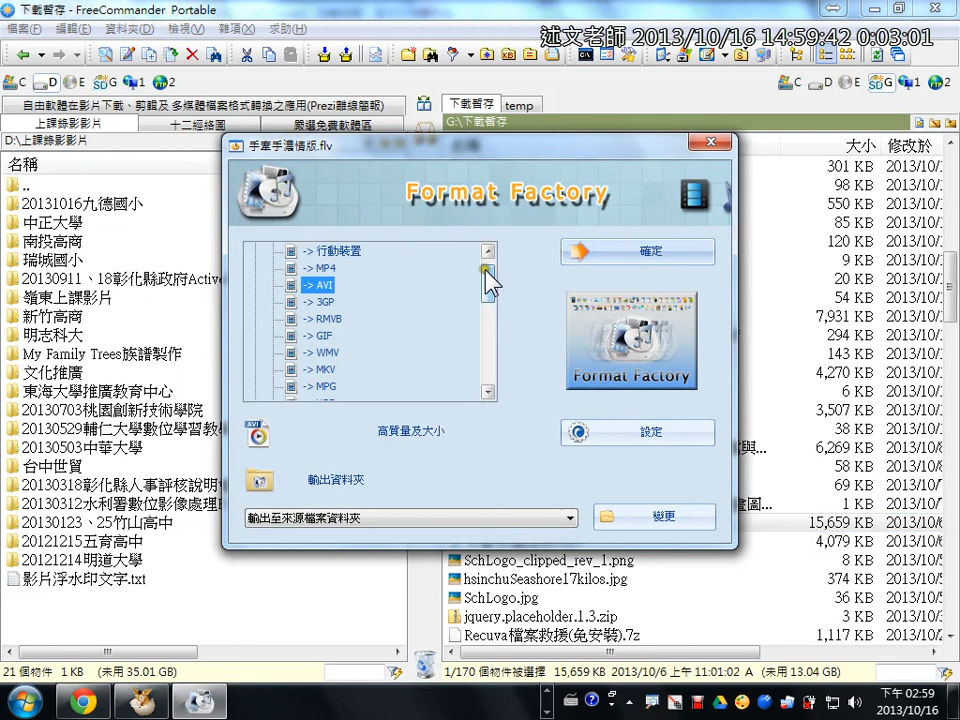 下載暫存 - FreeCommander Portable
檔案(F) 編輯(E) 資料夾(D) 檢視(V) 雜項(X) 求助(H)
述文老師 2013/10/16 14:59:42 0:03:01
C D E G 1 2
C D E G 1 2
自由軟體在影片下載、剪輯及 多媒體檔案格式轉換之應用(Prezi離線簡報)
上課錄影影片 十二經絡圖 嚴選免費軟體區
下載暫存 temp
D:\上課錄影影片
G:\下載暫存
名稱
..
20131016九德國小
中正大學
南投高商
瑞城國小
20130911、18彰化縣政府Active
嶺東上課影片
新竹高商
明志科大
My Family Trees族譜製作
文化推廣
東海大學推廣教育中心
20130703桃園創新技術學院
20130529輔仁大學數位學習教
20130503中華大學
台中世貿
20130318彰化縣人事評核說明
20130312水利署數位影像處理
20130123、25竹山高中
20121215五育高中
20121214明道大學
影片浮水印文字.txt
手牽手濃情版.flv
Format Factory
-> 行動裝置
-> MP4
-> AVI
-> 3GP
-> RMVB
-> GIF
-> WMV
-> MKV
-> MPG
確定
Format Factory
AVI
高質量及大小
設定
輸出資料夾
輸出至來源檔案資料夾
變更
大小 修改於
301 KB 2013/10/
98 KB 2013/10/
550 KB 2013/10/
85 KB 2013/10/
120 KB 2013/10/
9 KB 2013/10/
20 KB 2013/10/
54 KB 2013/10/
7,931 KB 2013/10/
294 KB 2013/10/
143 KB 2013/10/
4,270 KB 2013/10/
6 KB 2013/10/
3,507 KB 2013/10/
38 KB 2013/10/
6,269 KB 2013/10/
58 KB 2013/10/
69 KB 2013/10/
1 KB 2013/10/
15,659 KB 2013/10/6
4,079 KB 2013/10/
SchLogo_clipped_rev_1.png 8 KB 2013/10/
hsinchuSeashore17kilos.jpg 374 KB 2013/10/
SchLogo.jpg 36 KB 2013/10/
jquery.placeholder.1.3.zip 3 KB 2013/10/
Recuva檔案救援(免安裝).7z 1,117 KB 2013/10/
21 個物件 1 KB (未用 35.01 GB)
1/170 個物件被選擇 15,659 KB 2013/10/6 上午 11:01:02 A (未用 13.04 GB)
下午 02:59
2013/10/16